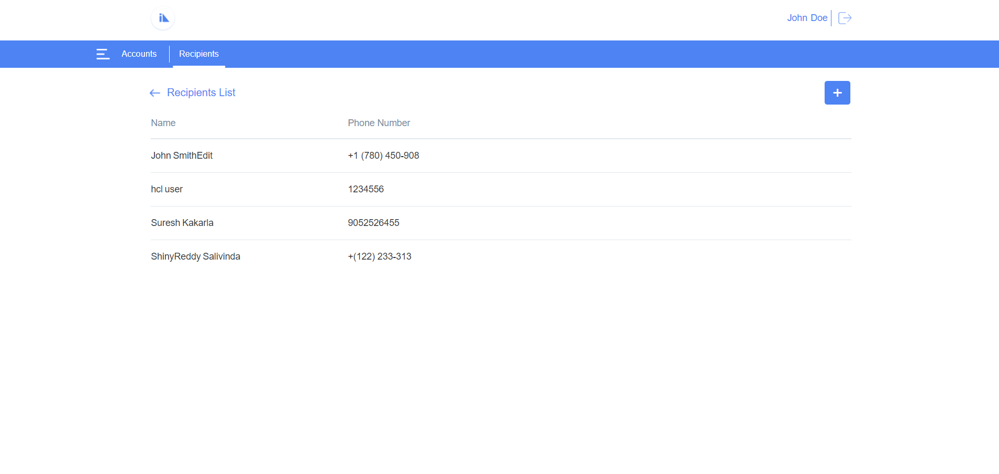 John Doe
Accounts Recipients
Recipients List
Name Phone Number
John SmithEdit +1 (780) 450-908
hcl user 1234556
Suresh Kakarla 9052526455
ShinyReddy Salivinda +(122) 233-313